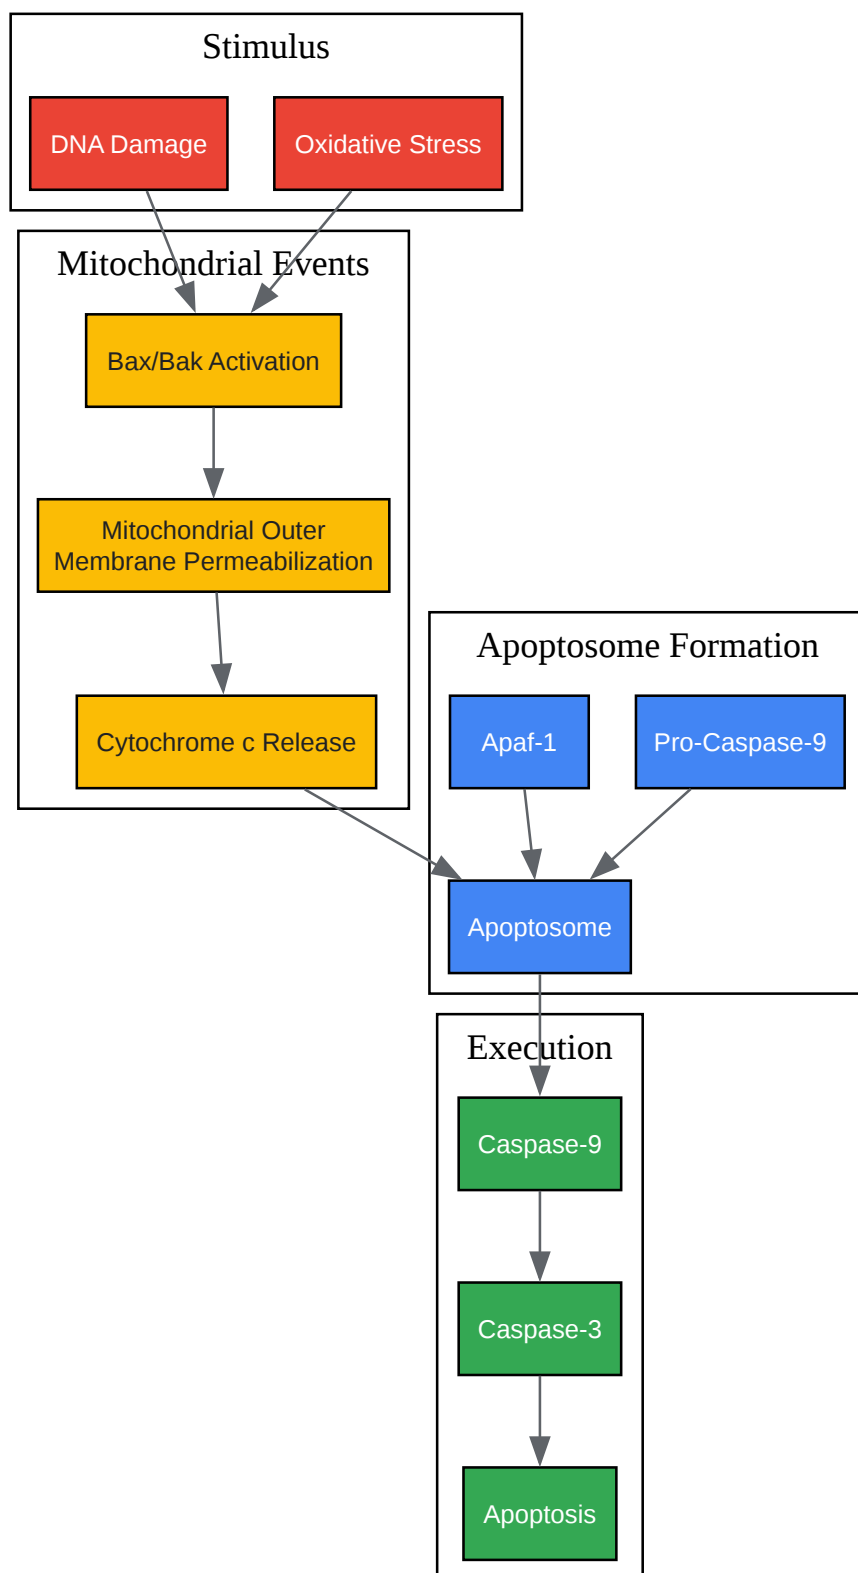 Stimulus
DNA Damage
Oxidative Stress
Mitochondrial Events
Bax/Bak Activation
Mitochondrial Outer
Membrane Permeabilization
Cytochrome c Release
Apoptosome Formation
Apaf-1
Pro-Caspase-9
Apoptosome
Execution
Caspase-9
Caspase-3
Apoptosis